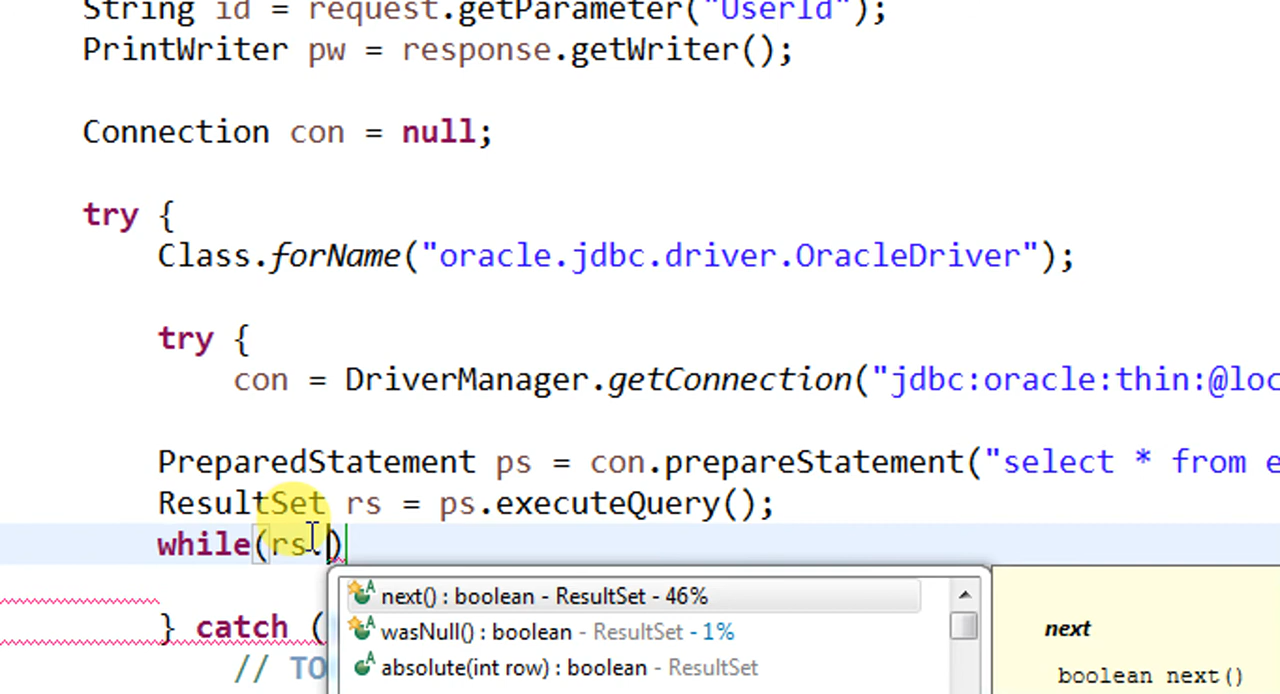 String id = request.getParameter("UserId");
PrintWriter pw = response.getWriter();
Connection con = null;
try {
Class.forName("oracle.jdbc.driver.OracleDriver");
try {
con = DriverManager.getConnection("jdbc:oracle:thin:@loc
PreparedStatement ps = con.prepareStatement("select * from e
ResultSet rs = ps.executeQuery();
while(rs.)
next() : boolean - ResultSet - 46%
wasNull() : boolean - ResultSet - 1%
absolute(int row) : boolean - ResultSet
next
boolean next()
} catch (
// TO